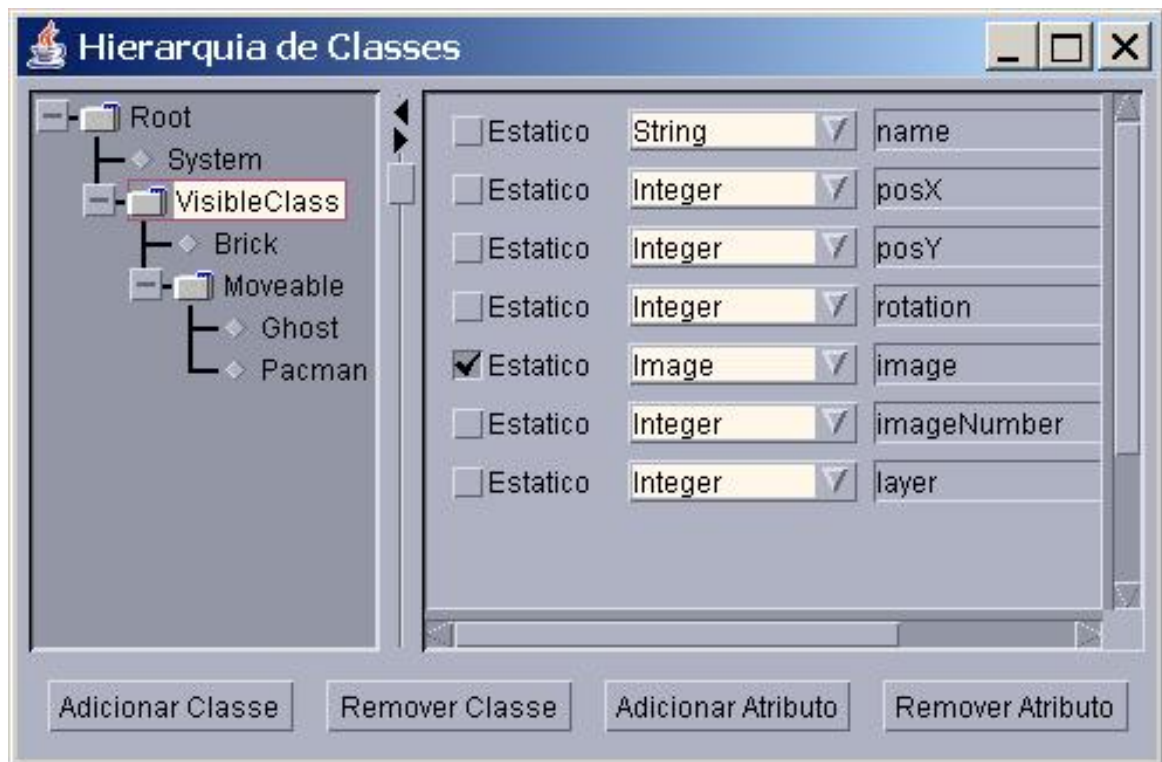 Hierarquia de Classes
Root
System
VisibleClass
Brick
Moveable
Ghost
Pacman
Estatico String name
Estatico Integer posX
Estatico Integer posY
Estatico Integer rotation
Estatico Image image
Estatico Integer imageNumber
Estatico Integer layer
Adicionar Classe Remover Classe Adicionar Atributo Remover Atributo